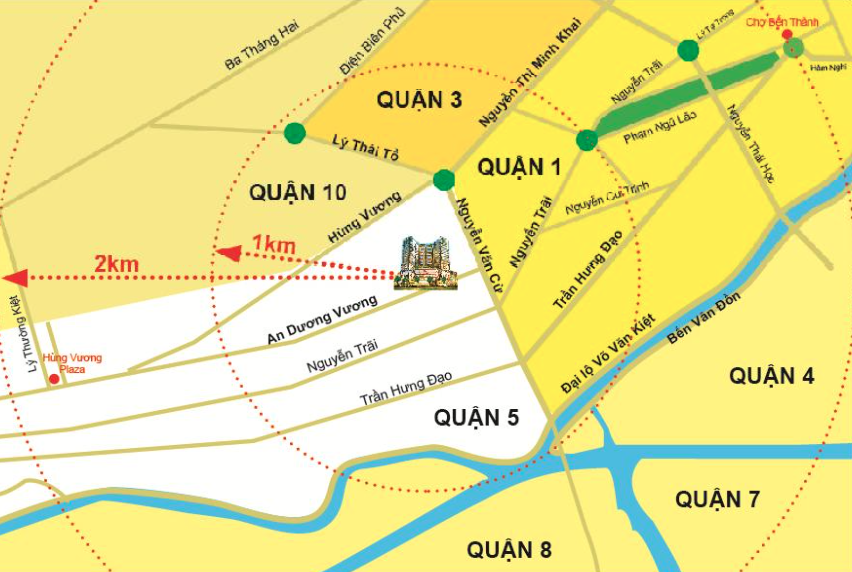 Ba Tháng Hai
Điện Biên Phủ
Nguyễn Thị Minh Khai
Lý Tự Trọng
Chợ Bến Thành
Hàm Nghi
Nguyễn Trãi
QUẬN 3
Phạm Ngũ Lão
Nguyễn Thái Học
Lý Thái Tổ
QUẬN 1
QUẬN 10
Nguyễn Cư Trinh
Hùng Vương
Nguyễn Văn Cừ
Nguyễn Trãi
1km
2km
Trần Hưng Đạo
An Dương Vương
Lý Thường Kiệt
Bến Vân Đồn
Đại lộ Võ Văn Kiệt
Nguyễn Trãi
Hùng Vương
Plaza
Trần Hưng Đạo
QUẬN 4
QUẬN 5
QUẬN 7
QUẬN 8